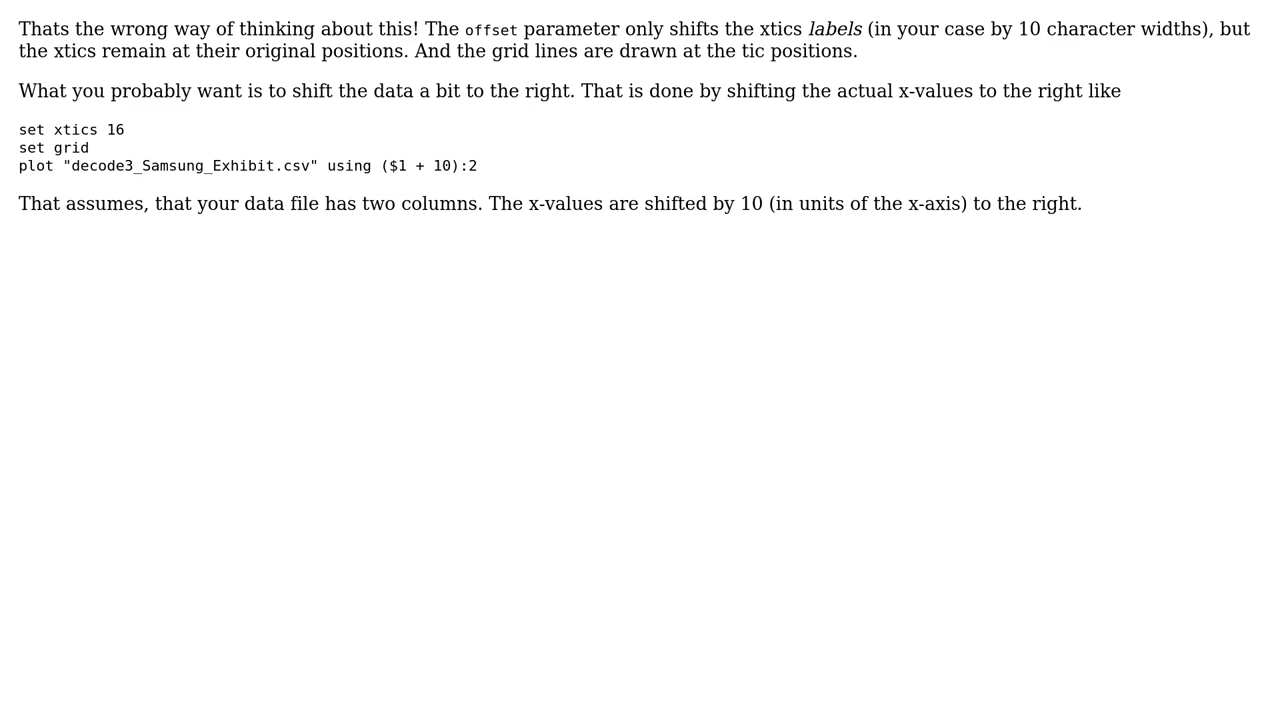 Thats the wrong way of thinking about this! The offset parameter only shifts the xtics labels (in your case by 10 character widths), but
the xtics remain at their original positions. And the grid lines are drawn at the tic positions.
What you probably want is to shift the data a bit to the right. That is done by shifting the actual x-values to the right like
set xtics 16
set grid
plot "decode3_Samsung_Exhibit.csv" using ($1 + 10):2
That assumes, that your data file has two columns. The x-values are shifted by 10 (in units of the x-axis) to the right.